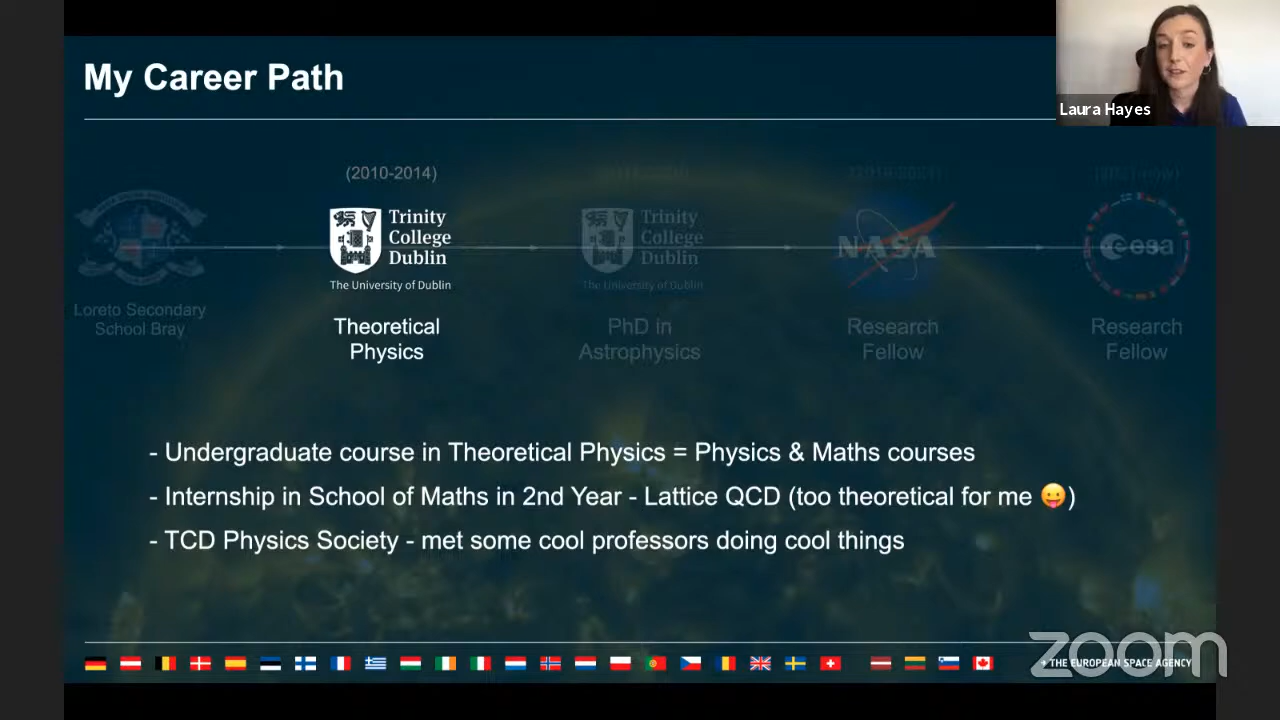 My Career Path
Laura Hayes
(2010-2014)
Trinity
College
Dublin
The University of Dublin
Theoretical
Physics
Trinity
College
Dublin
The University of Dublin
PhD in
Astrophysics
NASA
Research
Fellow
esa
Research
Fellow
Loreto Secondary
School Bray
- Undergraduate course in Theoretical Physics = Physics & Maths courses
- Internship in School of Maths in 2nd Year - Lattice QCD (too theoretical for me 😛)
- TCD Physics Society - met some cool professors doing cool things
→ THE EUROPEAN SPACE AGENCY
zoom